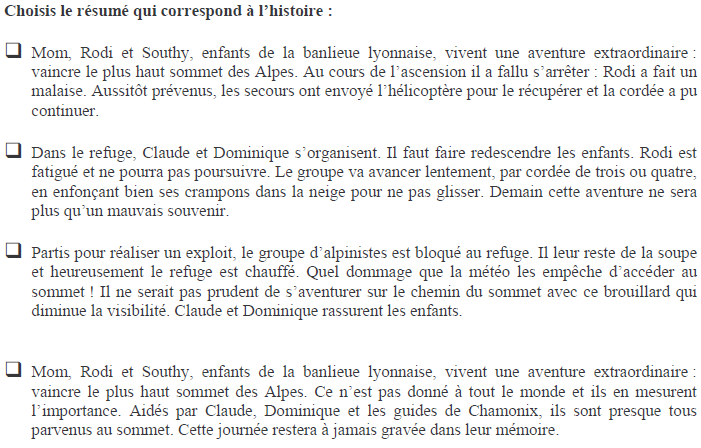 Choisis le résumé qui correspond à l’histoire :
❑ Mom, Rodi et Southy, enfants de la banlieue lyonnaise, vivent une aventure extraordinaire :
vaincre le plus haut sommet des Alpes. Au cours de l’ascension il a fallu s’arrêter : Rodi a fait un
malaise. Aussitôt prévenus, les secours ont envoyé l’hélicoptère pour le récupérer et la cordée a pu
continuer.
❑ Dans le refuge, Claude et Dominique s’organisent. Il faut faire redescendre les enfants. Rodi est
fatigué et ne pourra pas poursuivre. Le groupe va avancer lentement, par cordée de trois ou quatre,
en enfonçant bien ses crampons dans la neige pour ne pas glisser. Demain cette aventure ne sera
plus qu’un mauvais souvenir.
❑ Partis pour réaliser un exploit, le groupe d’alpinistes est bloqué au refuge. Il leur reste de la soupe
et heureusement le refuge est chauffé. Quel dommage que la météo les empêche d’accéder au
sommet ! Il ne serait pas prudent de s’aventurer sur le chemin du sommet avec ce brouillard qui
diminue la visibilité. Claude et Dominique rassurent les enfants.
❑ Mom, Rodi et Southy, enfants de la banlieue lyonnaise, vivent une aventure extraordinaire :
vaincre le plus haut sommet des Alpes. Ce n’est pas donné à tout le monde et ils en mesurent
l’importance. Aidés par Claude, Dominique et les guides de Chamonix, ils sont presque tous
parvenus au sommet. Cette journée restera à jamais gravée dans leur mémoire.